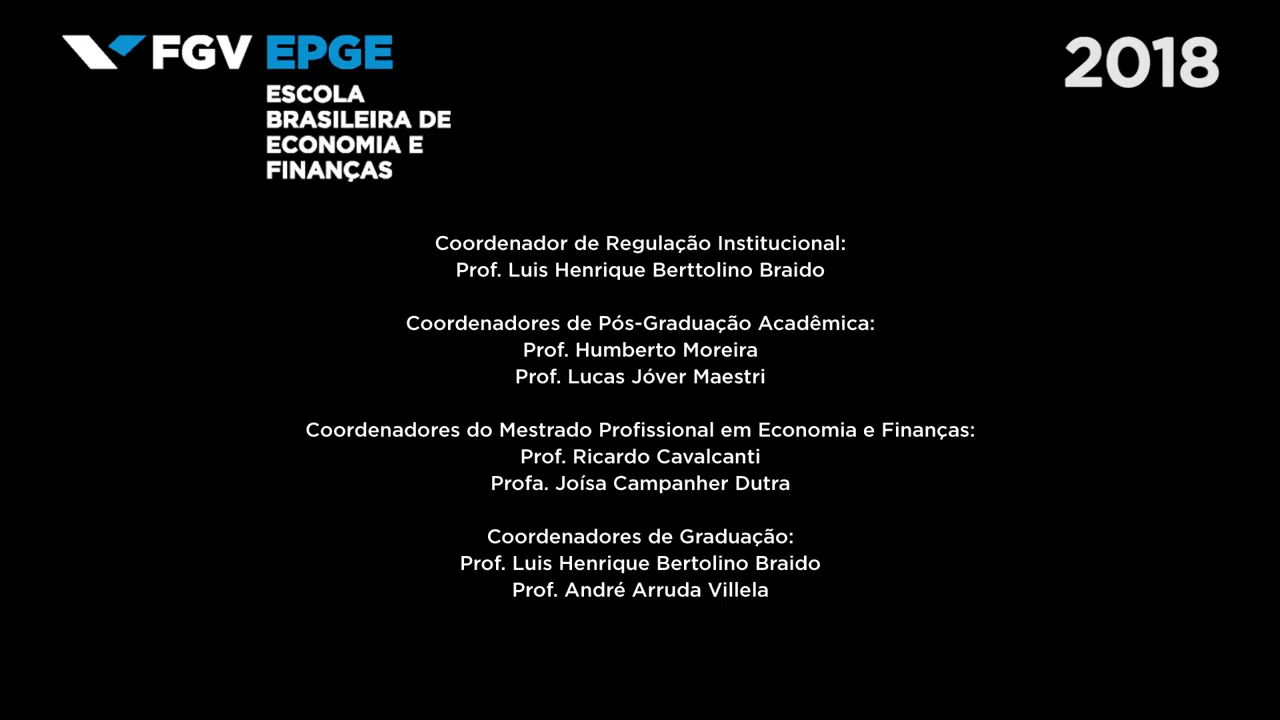 FGV EPGE
ESCOLA
BRASILEIRA DE
ECONOMIA E
FINANÇAS
2018
Coordenador de Regulação Institucional:
Prof. Luis Henrique Berttolino Braido
Coordenadores de Pós-Graduação Acadêmica:
Prof. Humberto Moreira
Prof. Lucas Jóver Maestri
Coordenadores do Mestrado Profissional em Economia e Finanças:
Prof. Ricardo Cavalcanti
Profa. Joísa Campanher Dutra
Coordenadores de Graduação:
Prof. Luis Henrique Bertolino Braido
Prof. André Arruda Villela